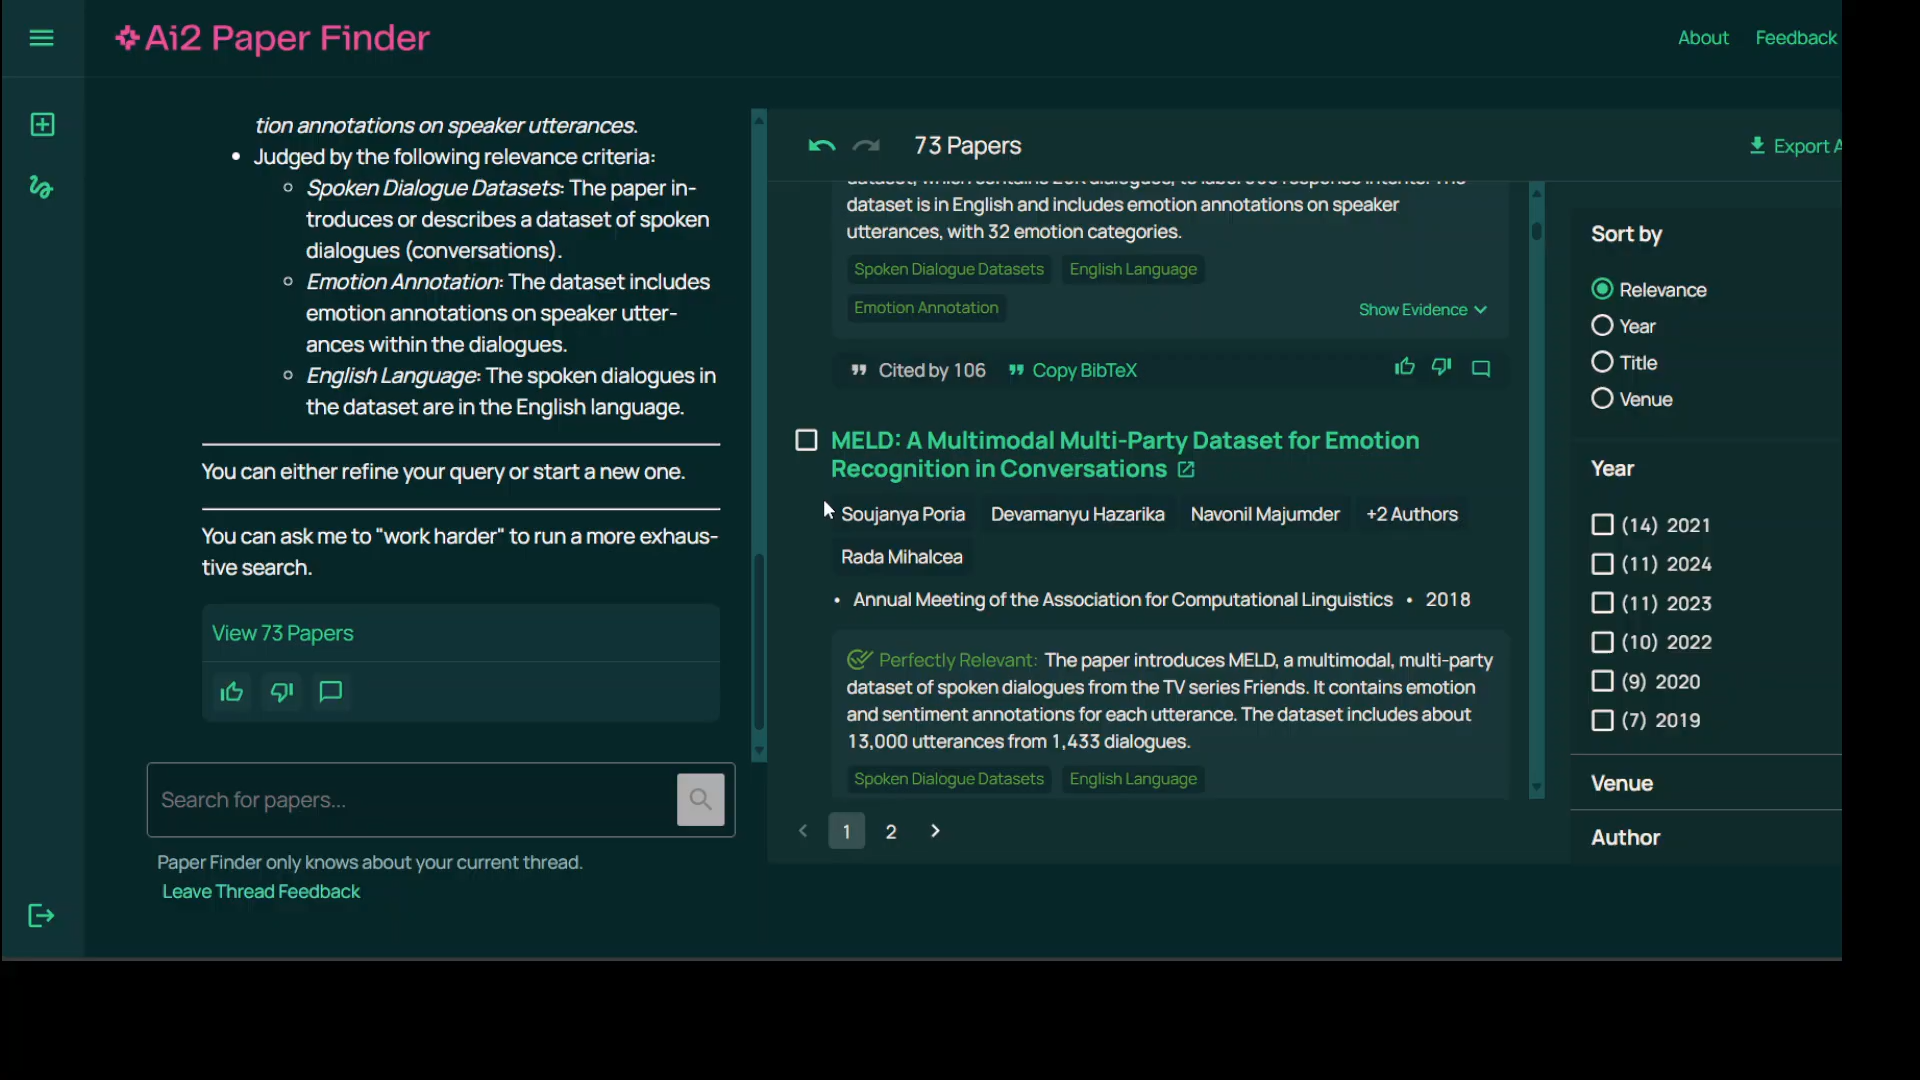 Ai2 Paper Finder
About
Feedback
tion annotations on speaker utterances.
• Judged by the following relevance criteria:
Spoken Dialogue Datasets: The paper in-
troduces or describes a dataset of spoken
dialogues (conversations).
Emotion Annotation: The dataset includes
emotion annotations on speaker utter-
ances within the dialogues.
English Language: The spoken dialogues in
the dataset are in the English language.
You can either refine your query or start a new one.
You can ask me to "work harder" to run a more exhaus-
tive search.
View 73 Papers
Search for papers...
Paper Finder only knows about your current thread.
Leave Thread Feedback
73 Papers
Export A
dataset is in English and includes emotion annotations on speaker
utterances, with 32 emotion categories.
Spoken Dialogue Datasets English Language
Emotion Annotation
Show Evidence
Cited by 106 Copy BibTeX
MELD: A Multimodal Multi-Party Dataset for Emotion
Recognition in Conversations
Soujanya Poria Devamanyu Hazarika Navonil Majumder +2 Authors
Rada Mihalcea
• Annual Meeting of the Association for Computational Linguistics • 2018
Perfectly Relevant: The paper introduces MELD, a multimodal, multi-party
dataset of spoken dialogues from the TV series Friends. It contains emotion
and sentiment annotations for each utterance. The dataset includes about
13,000 utterances from 1,433 dialogues.
Spoken Dialogue Datasets English Language
1 2
Sort by
Relevance
Year
Title
Venue
Year
(14) 2021
(11) 2024
(11) 2023
(10) 2022
(9) 2020
(7) 2019
Venue
Author